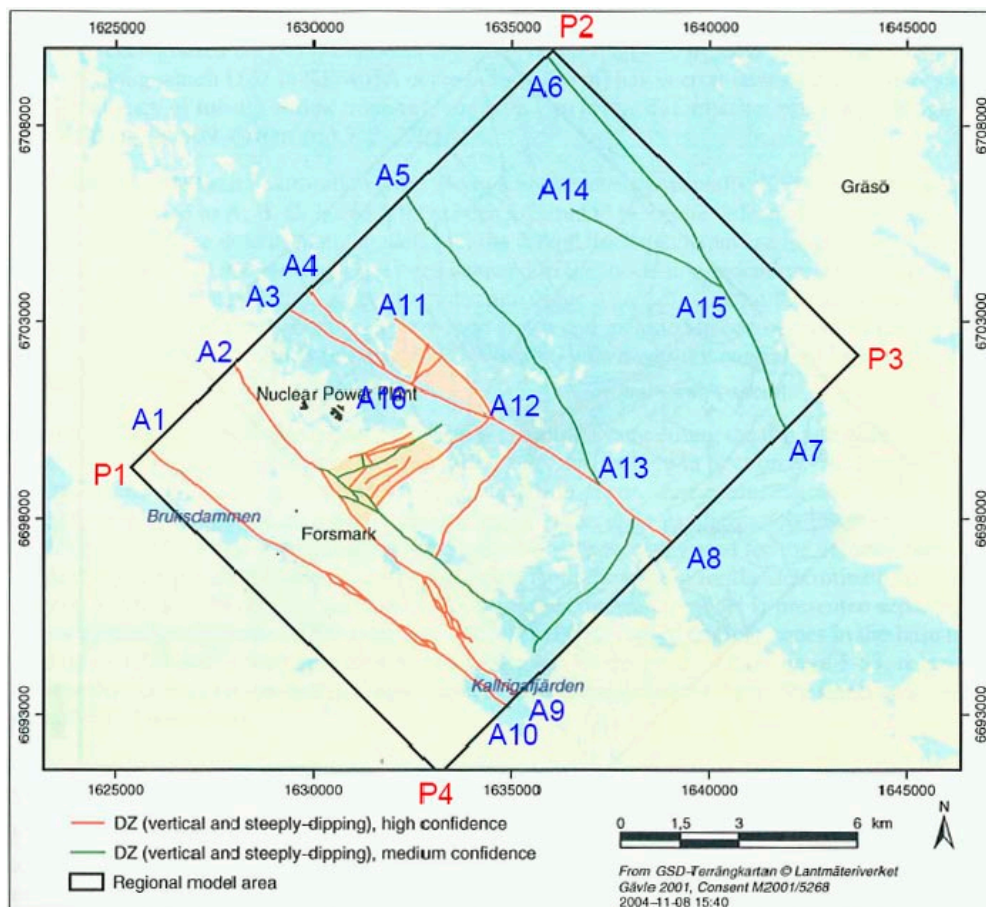 1625000 1630000 1635000 P2 1640000 1645000
A6
6708000 6708000
A5
A14
Gräsö
A4
A3
A11
A15
6703000 6703000
A2
P3
Nuclear Power Plant
A16
A12
A1
A7
P1
A13
Bruksdammen
6698000 6698000
Forsmark
A8
Kallrigafjärden
A9
6693000 6693000
A10
1625000 1630000 P4 1635000 1640000 1645000
DZ (vertical and steeply-dipping), high confidence
DZ (vertical and steeply-dipping), medium confidence
Regional model area
0 1,5 3 6 km
N
From GSD-Terrängkartan © Lantmäteriverket
Gävle 2001, Consent M2001/5268
2004-11-08 15:40